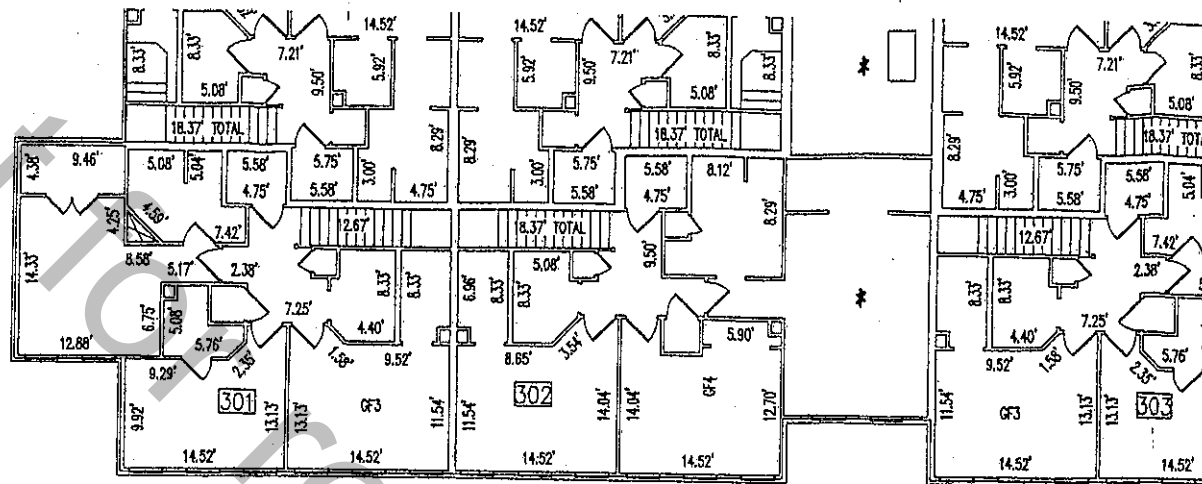 14.52' 14.52' 14.52'
8.33' 8.33' 7.21' 5.92' 5.92' 7.21' 8.33' 8.33' 5.92' 7.21' 8.33'
9.50' 9.50' 9.50'
5.08' 5.08' 5.08'
18.37' TOTAL 18.37' TOTAL 18.37' TOTA
8.29' 8.29' 8.29'
4.38' 9.46' 5.08' 5.04' 5.58' 5.75' 3.00' 3.00' 5.75' 5.58' 8.12' 3.00' 5.75' 5.58' 5.04'
4.75' 5.58' 4.75' 5.58' 4.75' 4.75' 5.58' 4.75'
4.25' 4.59' 8.29'
7.42' 12.67' 18.37' TOTAL 9.50' 12.67' 7.42'
14.33' 8.58' 5.17' 2.38' 8.33' 8.33' 6.96' 8.33' 8.33' 5.08' 8.33' 8.33' 2.38'
6.75' 5.08' 7.25' 4.40' 4.40' 7.25'
12.88' 5.76' 2.35' 1.58' 9.52' 8.65' 3.54' 5.90' 9.52' 1.58' 2.35' 5.76'
9.29'
301 GF3 302 GF4 GF3 303
9.92' 13.13' 13.13' 11.54' 11.54' 14.04' 14.04' 12.70' 11.54' 13.13' 13.13'
14.52' 14.52' 14.52' 14.52' 14.52' 14.52'